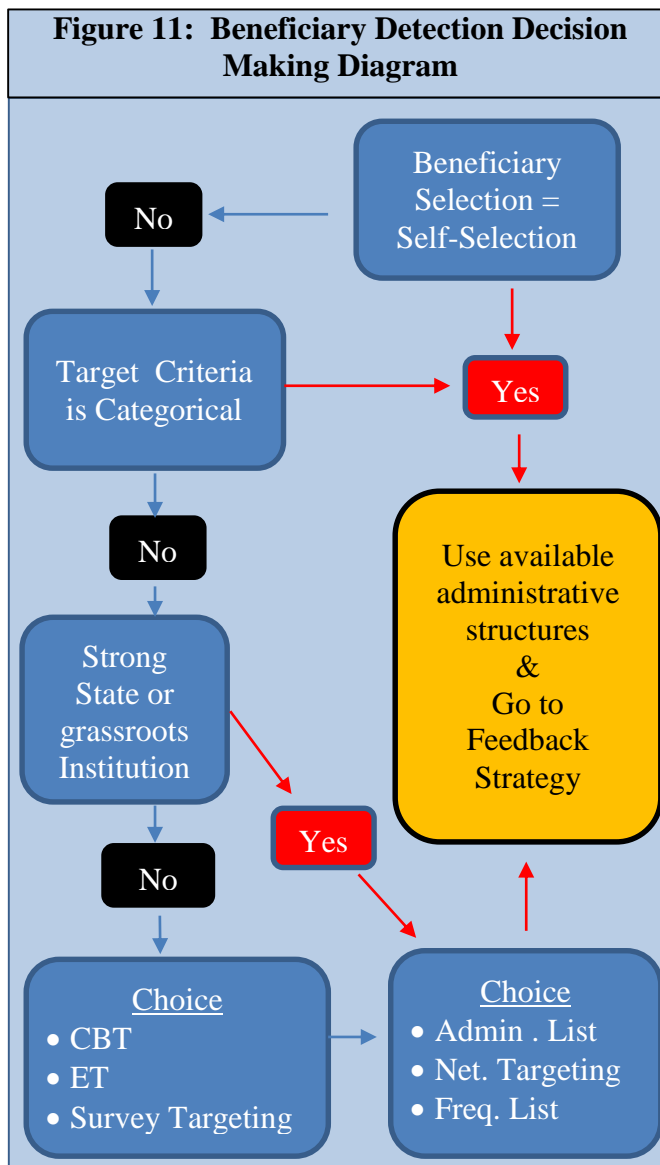 Figure 11: Beneficiary Detection Decision
Making Diagram
Beneficiary
Selection =
Self-Selection
No
Target Criteria
is Categorical
Yes
No
Use available
administrative
structures
&
Go to
Feedback
Strategy
Strong
State or
grassroots
Institution
Yes
No
Choice
• CBT
• ET
• Survey Targeting
Choice
• Admin . List
• Net. Targeting
• Freq. List